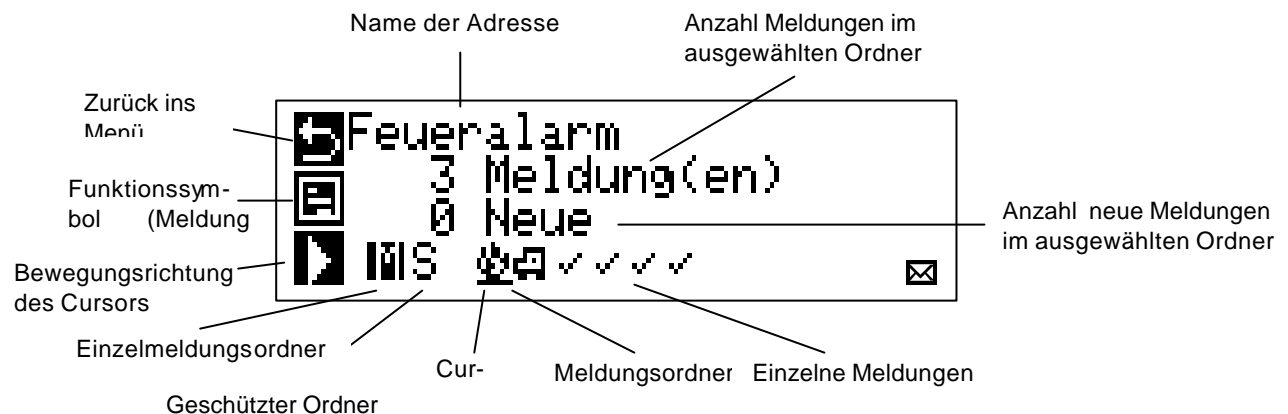 Name der Adresse
Anzahl Meldungen im
ausgewählten Ordner
Zurück ins
Menü
Feueralarm
3 Meldung(en)
Funktionssym-
bol (Meldung
0 Neue
Anzahl neue Meldungen
im ausgewählten Ordner
Bewegungsrichtung
des Cursors
S
Einzelmeldungsordner
Cur-
Meldungsordner
Einzelne Meldungen
Geschützter Ordner